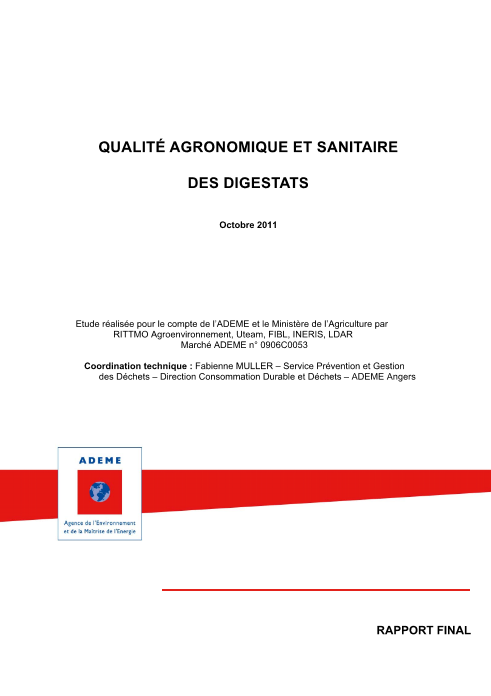 QUALITÉ AGRONOMIQUE ET SANITAIRE
DES DIGESTATS
Octobre 2011
Etude réalisée pour le compte de l'ADEME et le Ministère de l'Agriculture par
RITTMO Agroenvironnement, Uteam, FIBL, INERIS, LDAR
Marché ADEME n° 0906C0053
Coordination technique : Fabienne MULLER – Service Prévention et Gestion
des Déchets – Direction Consommation Durable et Déchets – ADEME Angers
ADEME
Agence de l'Environnement
et de la Maîtrise de l'Energie
RAPPORT FINAL